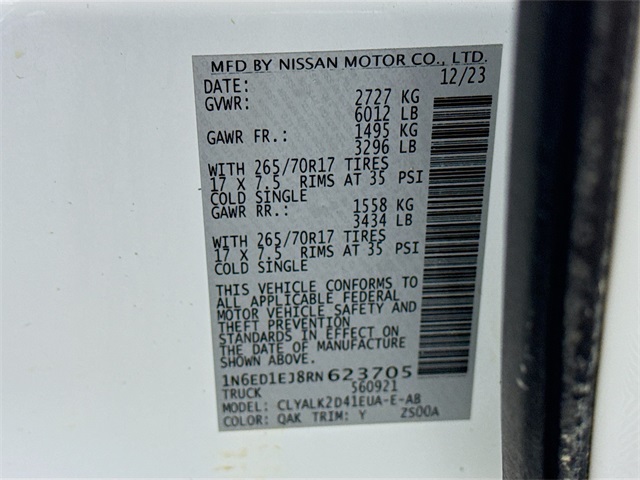 MFD BY NISSAN MOTOR CO., LTD.
DATE: 12/23
GVWR: 2727 KG
6012 LB
GAWR FR.: 1495 KG
3296 LB
WITH 265/70R17 TIRES
17 X 7.5 RIMS AT 35 PSI
COLD SINGLE
GAWR RR.: 1558 KG
3434 LB
WITH 265/70R17 TIRES
17 X 7.5 RIMS AT 35 PSI
COLD SINGLE
THIS VEHICLE CONFORMS TO
ALL APPLICABLE FEDERAL
MOTOR VEHICLE SAFETY AND
THEFT PREVENTION
STANDARDS IN EFFECT ON
THE DATE OF MANUFACTURE
SHOWN ABOVE.
1N6ED1EJ8RN623705
TRUCK 560921
MODEL: CLYALK2D41EUA-E-AB
COLOR: QAK TRIM: Y ZS00A